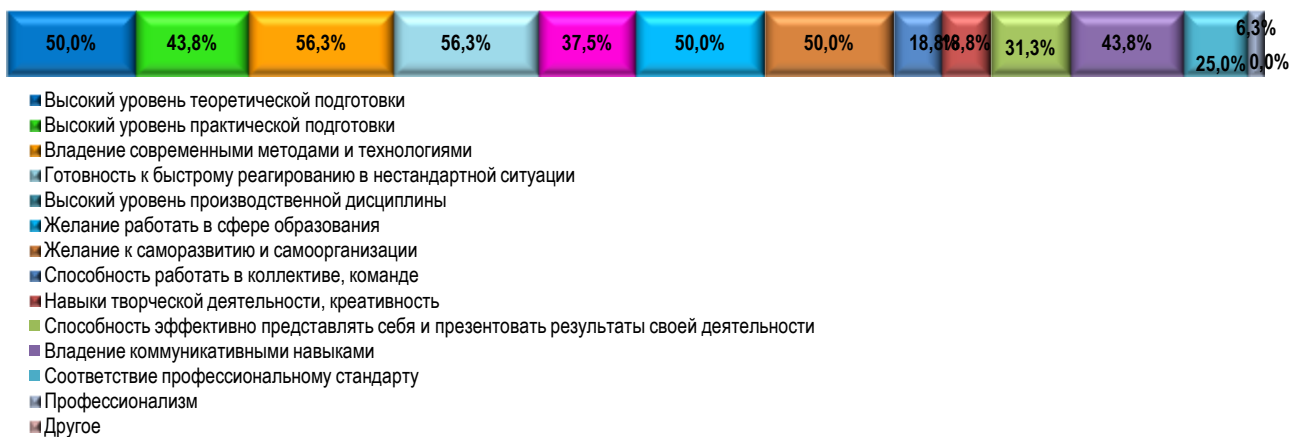 50,0% 43,8% 56,3% 56,3% 37,5% 50,0% 50,0% 18,8% 18,8% 31,3% 43,8% 25,0% 6,3% 0,0%
Высокий уровень теоретической подготовки
Высокий уровень практической подготовки
Владение современными методами и технологиями
Готовность к быстрому реагированию в нестандартной ситуации
Высокий уровень производственной дисциплины
Желание работать в сфере образования
Желание к саморазвитию и самоорганизации
Способность работать в коллективе, команде
Навыки творческой деятельности, креативность
Способность эффективно представлять себя и презентовать результаты своей деятельности
Владение коммуникативными навыками
Соответствие профессиональному стандарту
Профессионализм
Другое